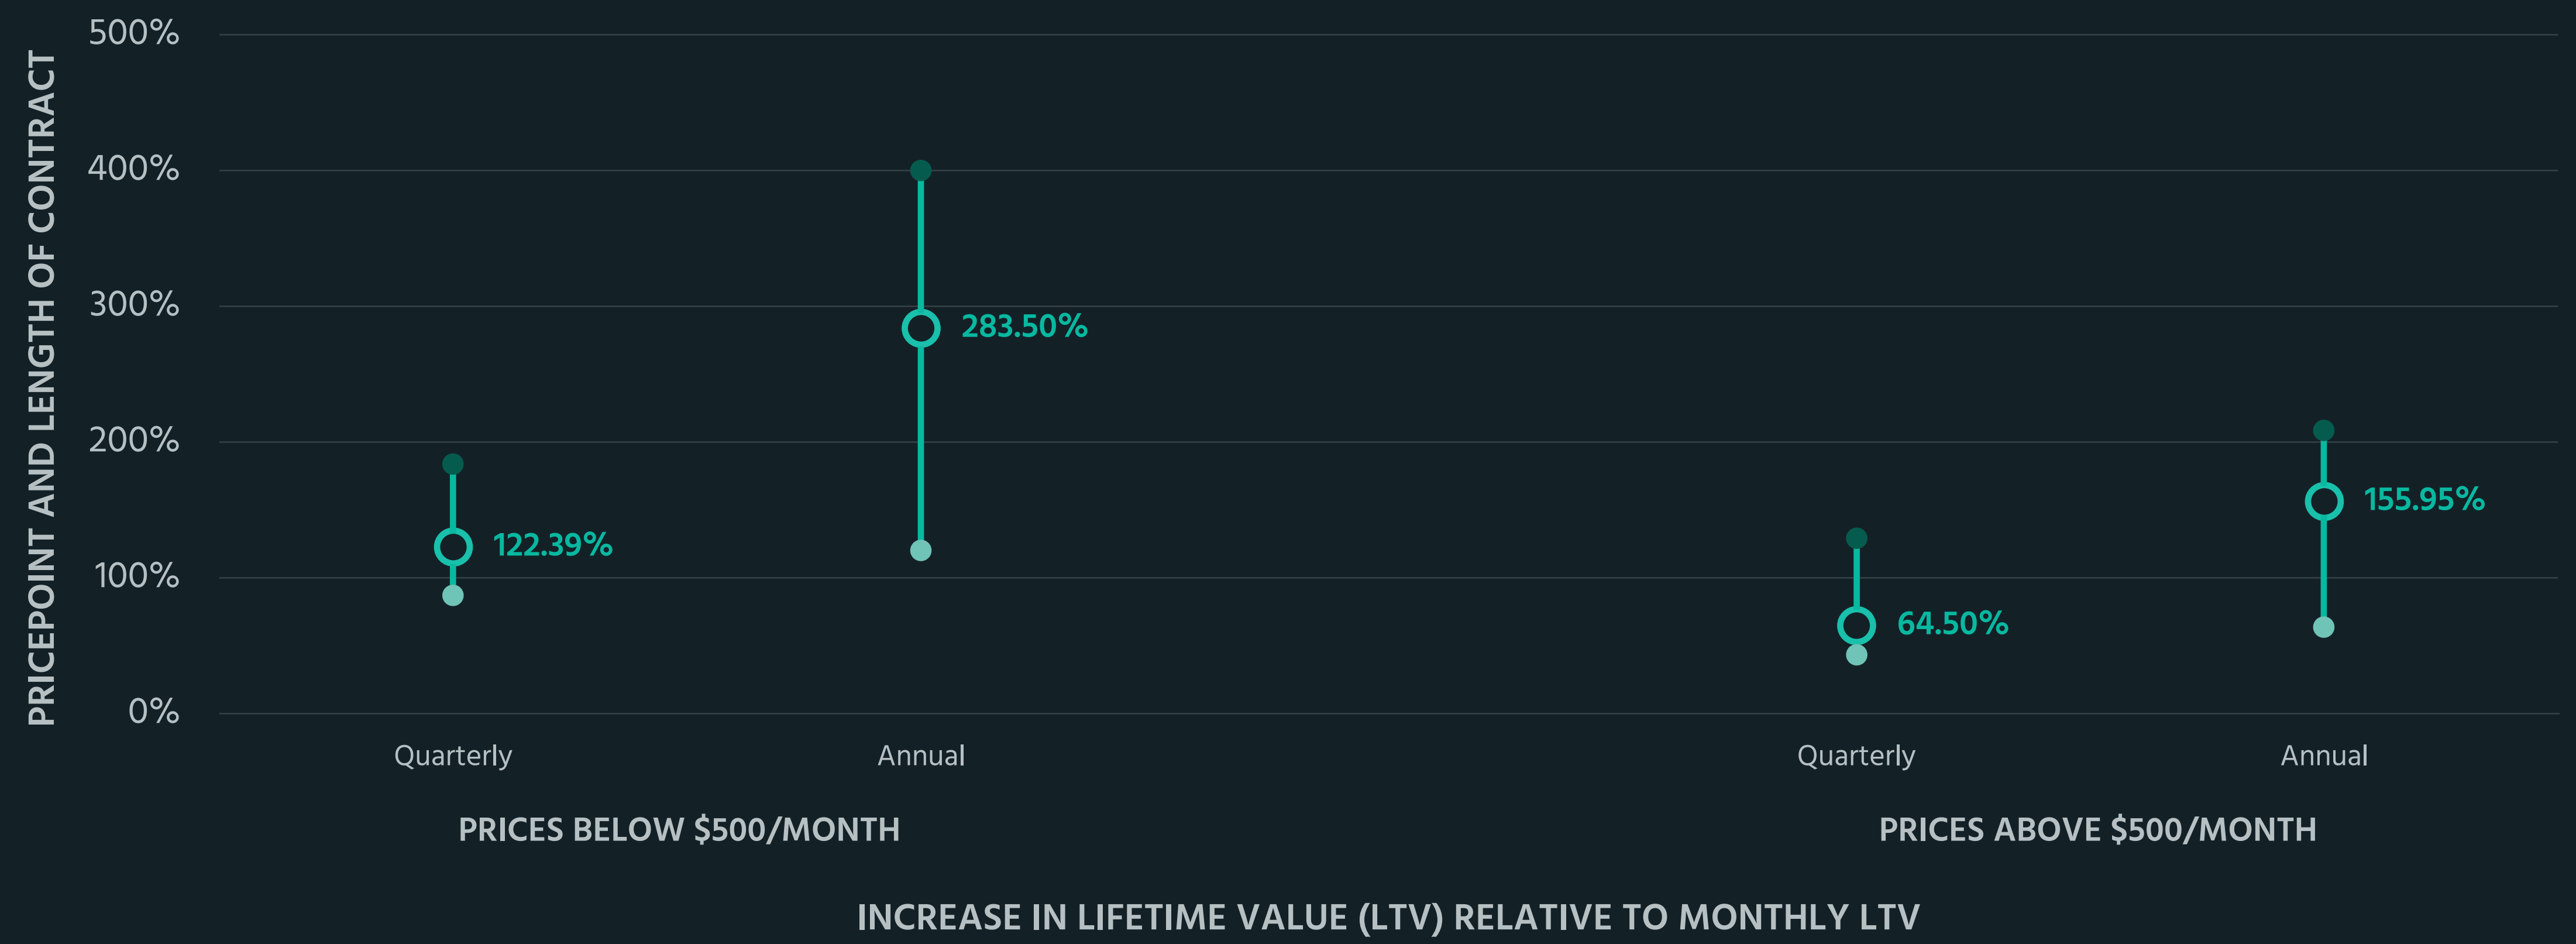 PRICEPOINT AND LENGTH OF CONTRACT
500%
400%
300%
200%
100%
0%
122.39%
283.50%
64.50%
155.95%
Quarterly
Annual
Quarterly
Annual
PRICES BELOW $500/MONTH
PRICES ABOVE $500/MONTH
INCREASE IN LIFETIME VALUE (LTV) RELATIVE TO MONTHLY LTV